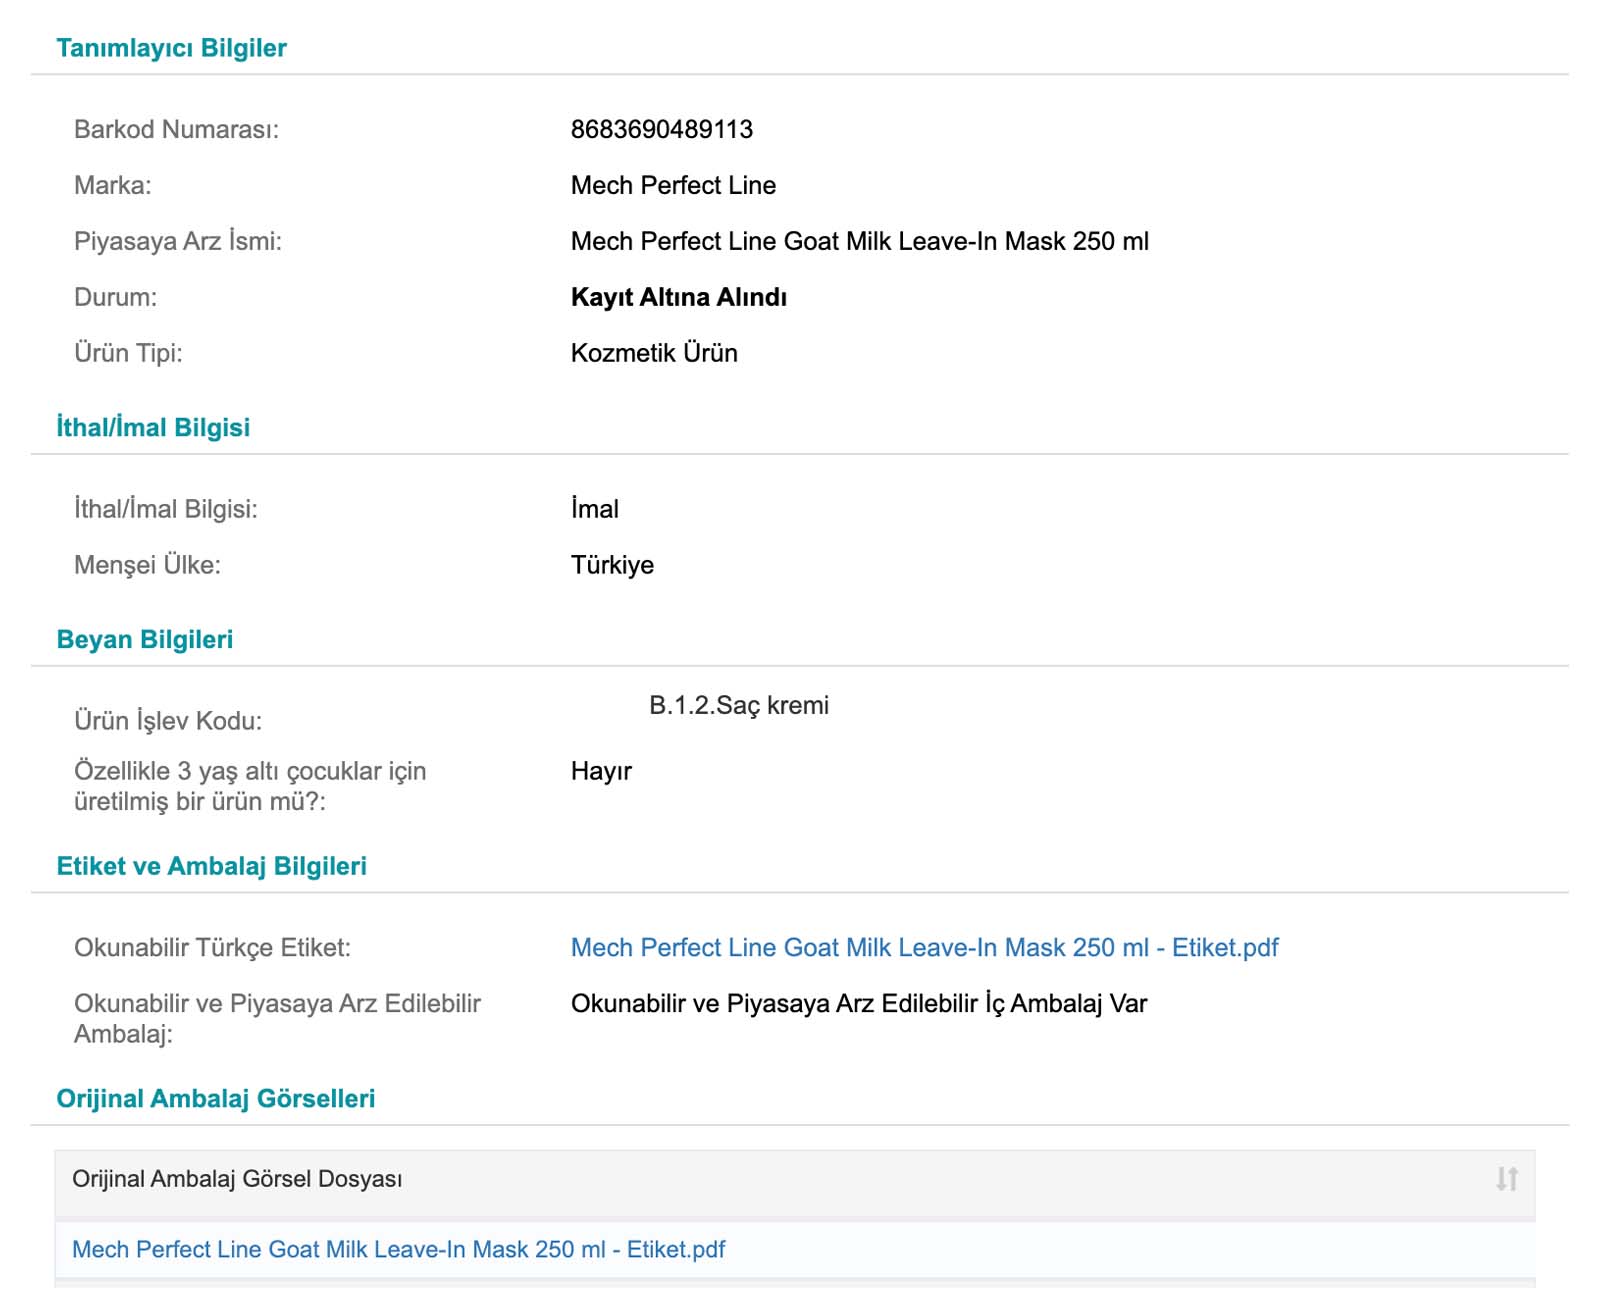 Tanımlayıcı Bilgiler
Barkod Numarası: 8683690489113
Marka: Mech Perfect Line
Piyasaya Arz İsmi: Mech Perfect Line Goat Milk Leave-In Mask 250 ml
Durum: Kayıt Altına Alındı
Ürün Tipi: Kozmetik Ürün
İthal/İmal Bilgisi
İthal/İmal Bilgisi: İmal
Menşei Ülke: Türkiye
Beyan Bilgileri
Ürün İşlev Kodu: B.1.2.Saç kremi
Özellikle 3 yaş altı çocuklar için Hayır
üretilmiş bir ürün mü?:
Etiket ve Ambalaj Bilgileri
Okunabilir Türkçe Etiket: Mech Perfect Line Goat Milk Leave-In Mask 250 ml - Etiket.pdf
Okunabilir ve Piyasaya Arz Edilebilir Okunabilir ve Piyasaya Arz Edilebilir İç Ambalaj Var
Ambalaj:
Orijinal Ambalaj Görselleri
Orijinal Ambalaj Görsel Dosyası
Mech Perfect Line Goat Milk Leave-In Mask 250 ml - Etiket.pdf